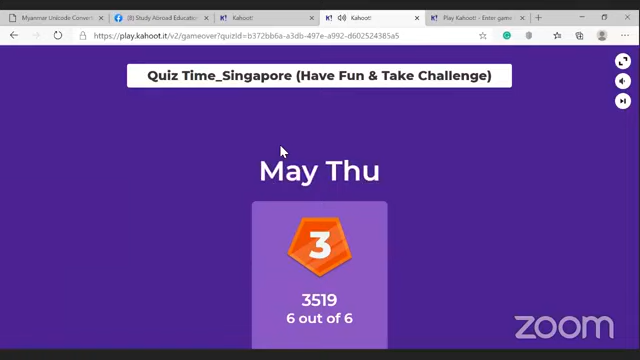 Myanmar Unicode Convert
(8) Study Abroad Education
Kahoot!
Kahoot!
Play Kahoot! - Enter game
https://play.kahoot.it/v2/gameover?quizId=b372bb6a-a3db-497e-a992-d602524385a5
Quiz Time_Singapore (Have Fun & Take Challenge)
May Thu
3
3519
6 out of 6
zoom